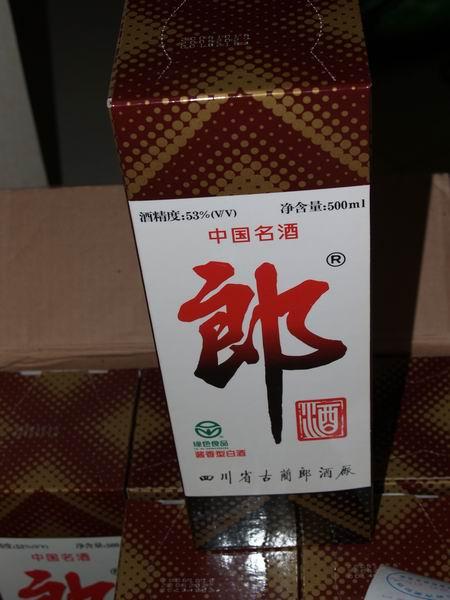 酒精度:53%(V/V) 净含量:500ml
中国名酒
郎®
酒
绿色食品
酱香型白酒
四川省古蔺郎酒厂
中国名酒
郎